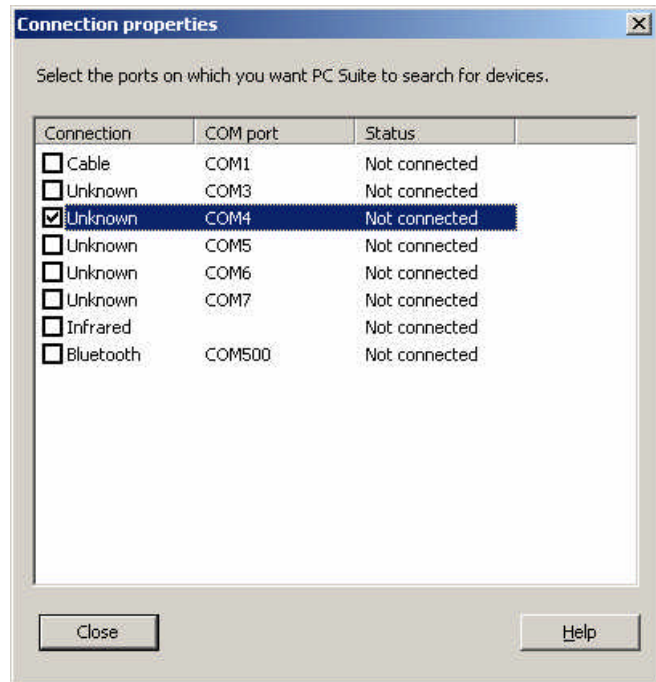 Connection properties
Select the ports on which you want PC Suite to search for devices.
Connection COM port Status
Cable COM1 Not connected
Unknown COM3 Not connected
Unknown COM4 Not connected
Unknown COM5 Not connected
Unknown COM6 Not connected
Unknown COM7 Not connected
Infrared Not connected
Bluetooth COM500 Not connected
Close Help